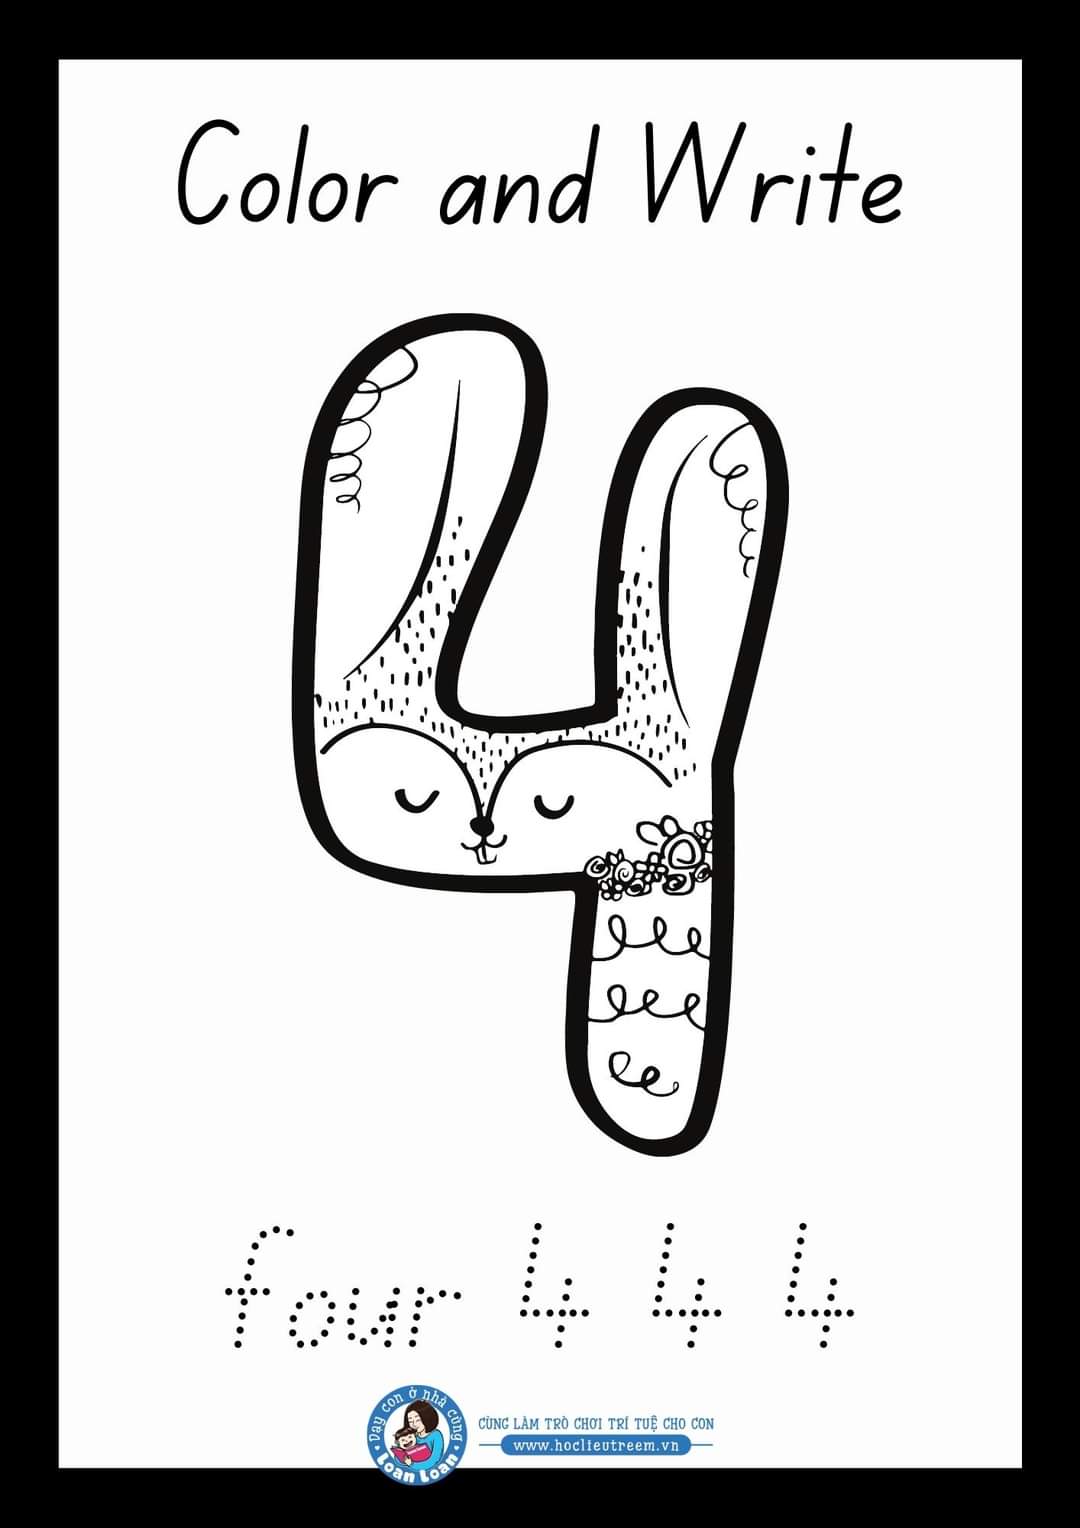 Color and Write
four 4 4 4
Dạy con ở nhà cùng
Loan Loan
CÙNG LÀM TRÒ CHƠI TRÍ TUỆ CHO CON
www.hoclieutreem.vn